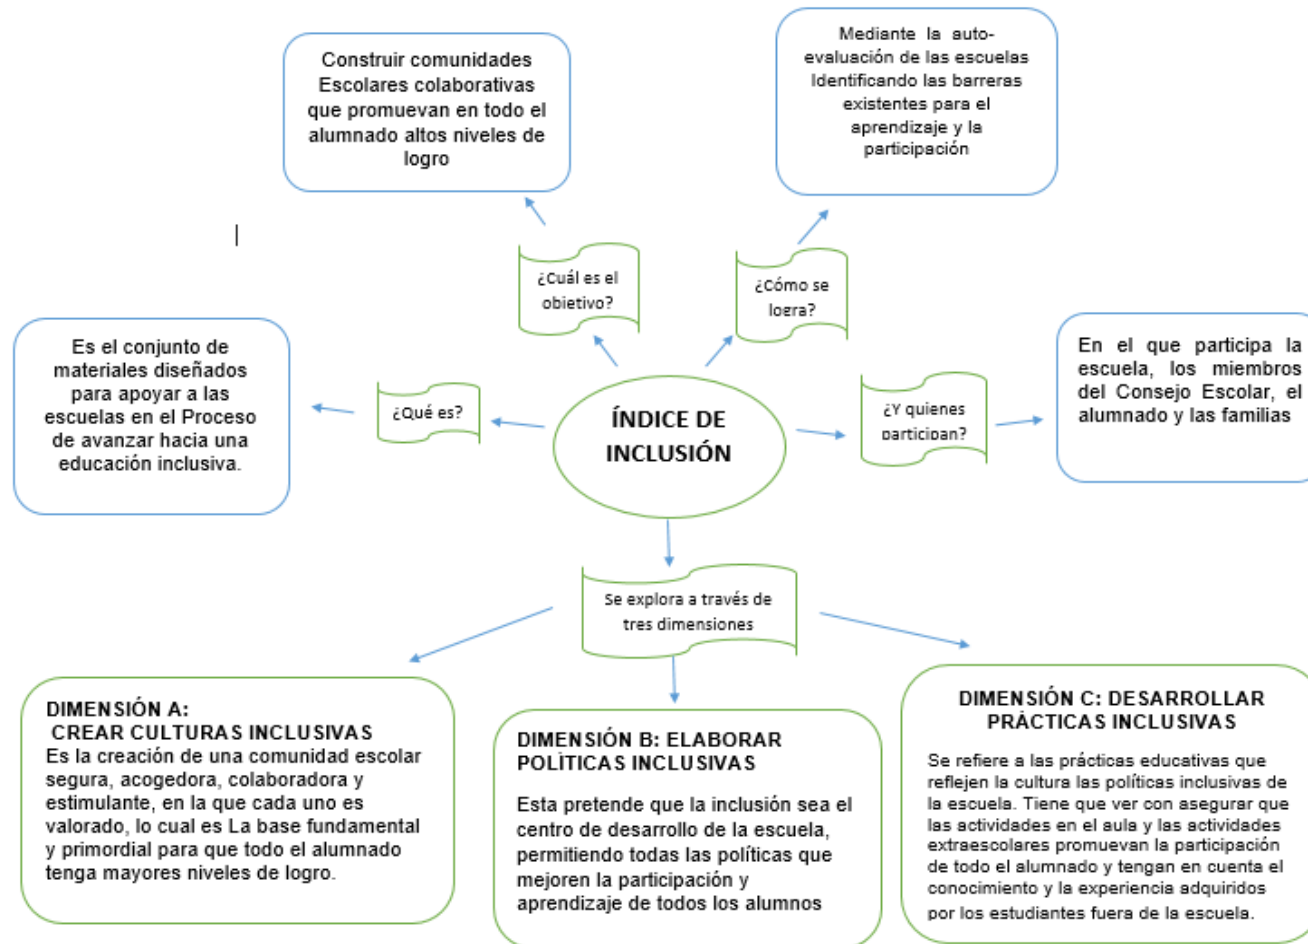 Construir comunidades
Escolares colaborativas
que promuevan en todo el
alumnado altos niveles de
logro
Mediante la auto-
evaluación de las escuelas
Identificando las barreras
existentes para el
aprendizaje y la
participación
¿Cuál es el
objetivo?
¿Cómo se
logra?
Es el conjunto de
materiales diseñados
para apoyar a las
escuelas en el Proceso
de avanzar hacia una
educación inclusiva.
¿Qué es?
ÍNDICE DE
INCLUSIÓN
¿Y quienes
participan?
En el que participa la
escuela, los miembros
del Consejo Escolar, el
alumnado y las familias
Se explora a través de
tres dimensiones
DIMENSIÓN A:
CREAR CULTURAS INCLUSIVAS
Es la creación de una comunidad escolar
segura, acogedora, colaboradora y
estimulante, en la que cada uno es
valorado, lo cual es La base fundamental
y primordial para que todo el alumnado
tenga mayores niveles de logro.
DIMENSIÓN B: ELABORAR
POLÌTICAS INCLUSIVAS
Esta pretende que la inclusión sea el
centro de desarrollo de la escuela,
permitiendo todas las políticas que
mejoren la participación y
aprendizaje de todos los alumnos
DIMENSIÓN C: DESARROLLAR
PRÀCTICAS INCLUSIVAS
Se refiere a las prácticas educativas que
reflejen la cultura las políticas inclusivas de
la escuela. Tiene que ver con asegurar que
las actividades en el aula y las actividades
extraescolares promuevan la participación
de todo el alumnado y tengan en cuenta el
conocimiento y la experiencia adquiridos
por los estudiantes fuera de la escuela.